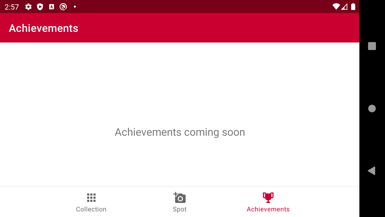 2:57
Achievements
Achievements coming soon
Collection
Spot
Achievements